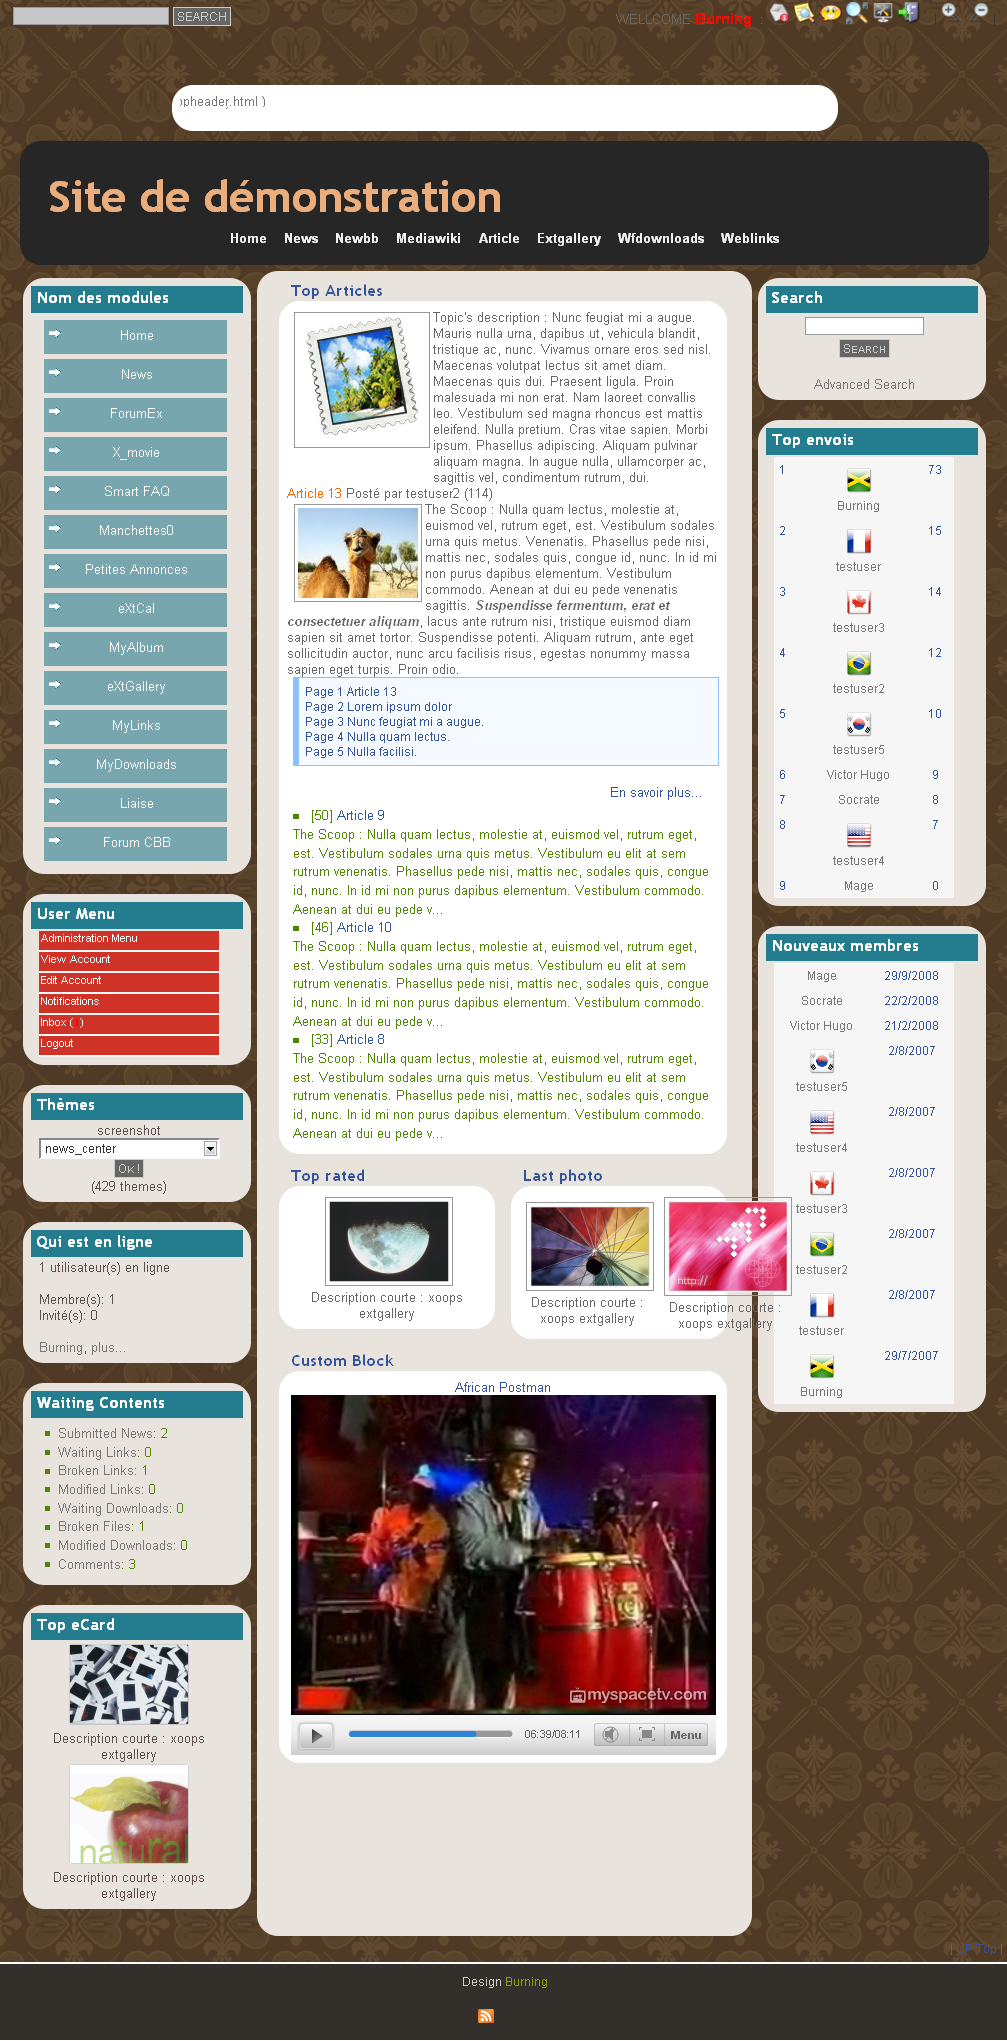 SEARCH
WELLCOME Burning :
opheader.html )
Site de démonstration
Home News Newbb Mediawiki Article Extgallery Wfdownloads Weblinks
Nom des modules
Home
News
ForumEx
X_movie
Smart FAQ
Manchettes0
Petites Annonces
eXtCal
MyAlbum
eXtGallery
MyLinks
MyDownloads
Liaise
Forum CBB
User Menu
Administration Menu
View Account
Edit Account
Notifications
Inbox ( )
Logout
Thèmes
screenshot
news_center
OK!
(429 themes)
Qui est en ligne
1 utilisateur(s) en ligne
Membre(s): 1
Invité(s): 0
Burning, plus...
Waiting Contents
Submitted News: 2
Waiting Links: 0
Broken Links: 1
Modified Links: 0
Waiting Downloads: 0
Broken Files: 1
Modified Downloads: 0
Comments: 3
Top eCard
Description courte : xoops
extgallery
natural
Description courte : xoops
extgallery
Top Articles
Topic's description : Nunc feugiat mi a augue.
Mauris nulla urna, dapibus ut, vehicula blandit,
tristique ac, nunc. Vivamus ornare eros sed nisl.
Maecenas volutpat lectus sit amet diam.
Maecenas quis dui. Praesent ligula. Proin
malesuada mi non erat. Nam laoreet convallis
leo. Vestibulum sed magna rhoncus est mattis
eleifend. Nulla pretium. Cras vitae sapien. Morbi
ipsum. Phasellus adipiscing. Aliquam pulvinar
aliquam magna. In augue nulla, ullamcorper ac,
sagittis vel, condimentum rutrum, dui.
Article 13 Posté par testuser2 (114)
The Scoop : Nulla quam lectus, molestie at,
euismod vel, rutrum eget, est. Vestibulum sodales
urna quis metus. Venenatis. Phasellus pede nisi,
mattis nec, sodales quis, congue id, nunc. In id mi
non purus dapibus elementum. Vestibulum
commodo. Aenean at dui eu pede venenatis
sagittis. Suspendisse fermentum, erat et
consectetuer aliquam, lacus ante rutrum nisi, tristique euismod diam
sapien sit amet tortor. Suspendisse potenti. Aliquam rutrum, ante eget
sollicitudin auctor, nunc arcu facilisis risus, egestas nonummy massa
sapien eget turpis. Proin odio.
Page 1 Article 13
Page 2 Lorem ipsum dolor
Page 3 Nunc feugiat mi a augue.
Page 4 Nulla quam lectus.
Page 5 Nulla facilisi.
En savoir plus...
[50] Article 9
The Scoop : Nulla quam lectus, molestie at, euismod vel, rutrum eget,
est. Vestibulum sodales urna quis metus. Vestibulum eu elit at sem
rutrum venenatis. Phasellus pede nisi, mattis nec, sodales quis, congue
id, nunc. In id mi non purus dapibus elementum. Vestibulum commodo.
Aenean at dui eu pede v...
[46] Article 10
The Scoop : Nulla quam lectus, molestie at, euismod vel, rutrum eget,
est. Vestibulum sodales urna quis metus. Vestibulum eu elit at sem
rutrum venenatis. Phasellus pede nisi, mattis nec, sodales quis, congue
id, nunc. In id mi non purus dapibus elementum. Vestibulum commodo.
Aenean at dui eu pede v...
[33] Article 8
The Scoop : Nulla quam lectus, molestie at, euismod vel, rutrum eget,
est. Vestibulum sodales urna quis metus. Vestibulum eu elit at sem
rutrum venenatis. Phasellus pede nisi, mattis nec, sodales quis, congue
id, nunc. In id mi non purus dapibus elementum. Vestibulum commodo.
Aenean at dui eu pede v...
Top rated
Description courte : xoops
extgallery
Last photo
Description courte :
xoops extgallery
http://
Description courte :
xoops extgallery
Custom Block
African Postman
myspacetv.com
06:39/08:11 Menu
Search
SEARCH
Advanced Search
Top envois
1 73
Burning
2 15
testuser
3 14
testuser3
4 12
testuser2
5 10
testuser5
6 Victor Hugo 9
7 Socrate 8
8 7
testuser4
9 Mage 0
Nouveaux membres
Mage 29/9/2008
Socrate 22/2/2008
Victor Hugo 21/2/2008
2/8/2007
testuser5
2/8/2007
testuser4
2/8/2007
testuser3
2/8/2007
testuser2
2/8/2007
testuser
29/7/2007
Burning
Top |
Design Burning